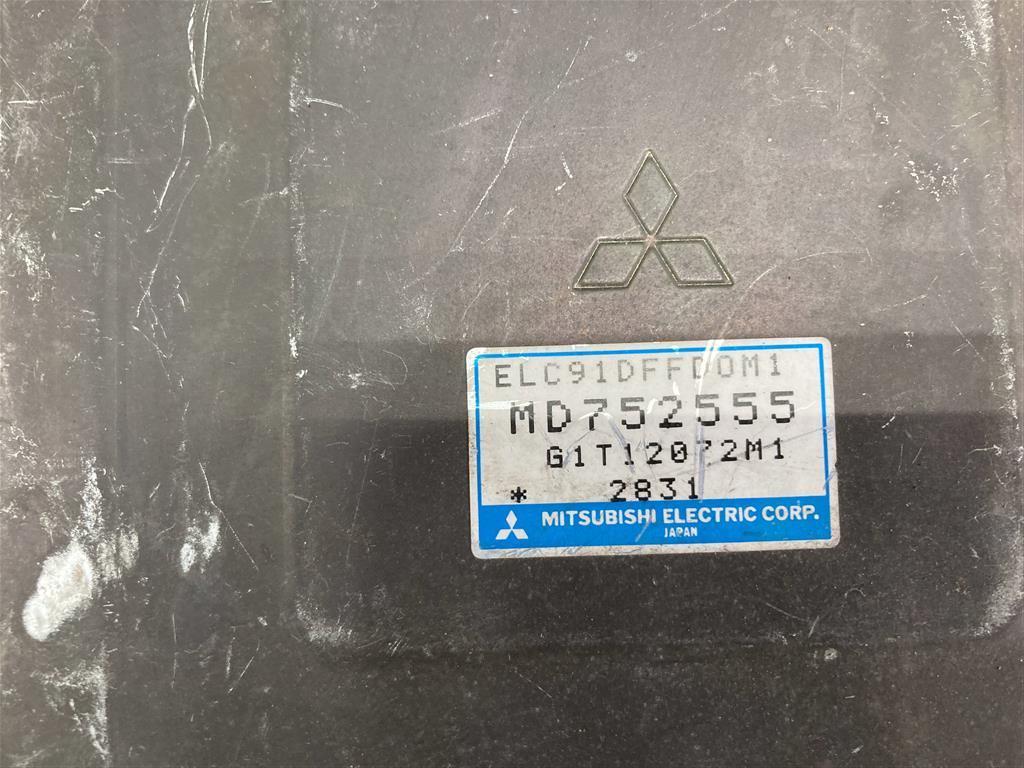 ELC91DFFDOM1
MD752555
G1T12072M1
* 2831
MITSUBISHI ELECTRIC CORP.
JAPAN